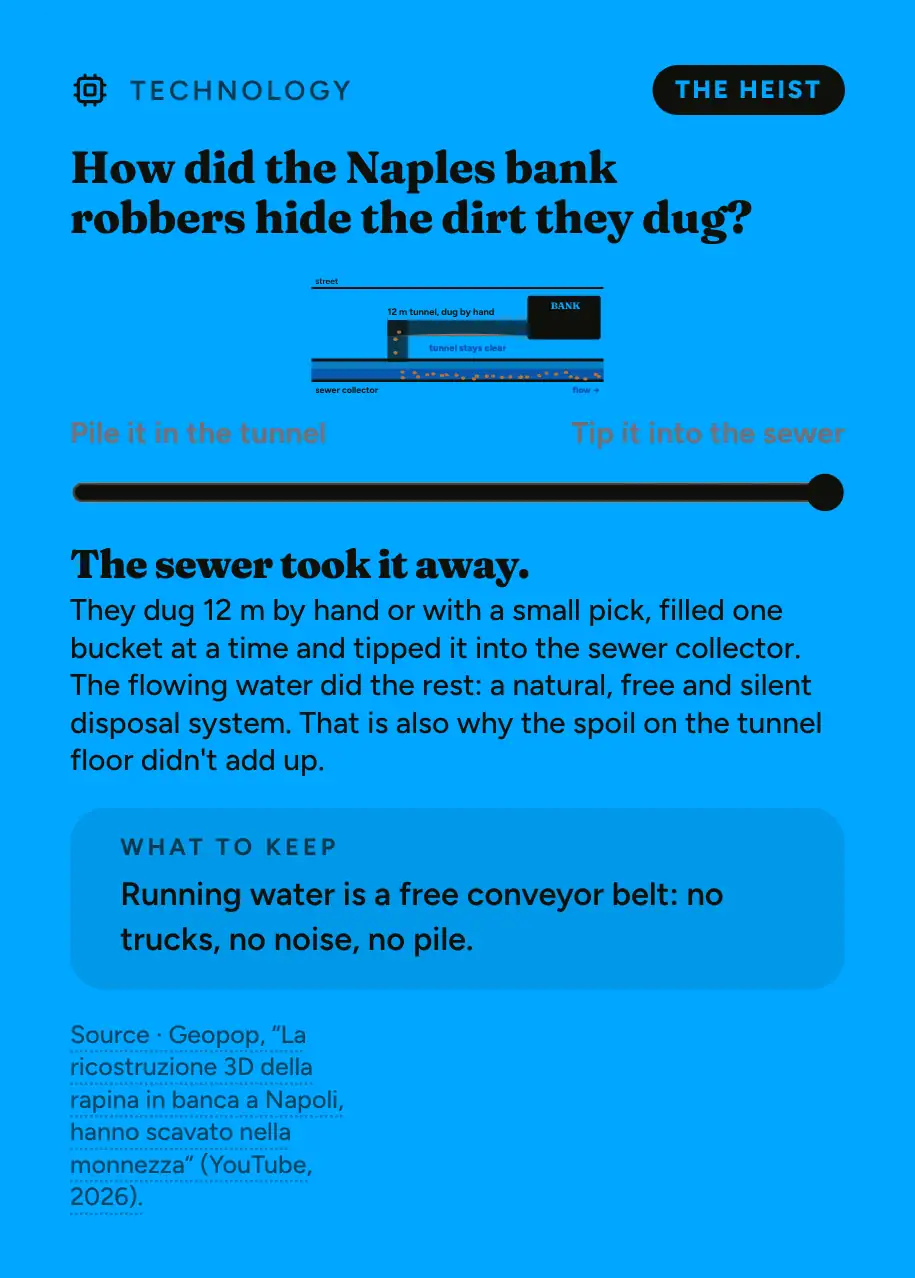 TECHNOLOGY
THE HEIST
How did the Naples bank
robbers hide the dirt they dug?
street
BANK
12 m tunnel, dug by hand
tunnel stays clear
sewer collector
flow →
Pile it in the tunnel
Tip it into the sewer
The sewer took it away.
They dug 12 m by hand or with a small pick, filled one
bucket at a time and tipped it into the sewer collector.
The flowing water did the rest: a natural, free and silent
disposal system. That is also why the spoil on the tunnel
floor didn't add up.
WHAT TO KEEP
Running water is a free conveyor belt: no
trucks, no noise, no pile.
Source · Geopop, “La
ricostruzione 3D della
rapina in banca a Napoli,
hanno scavato nella
monnezza” (YouTube,
2026).